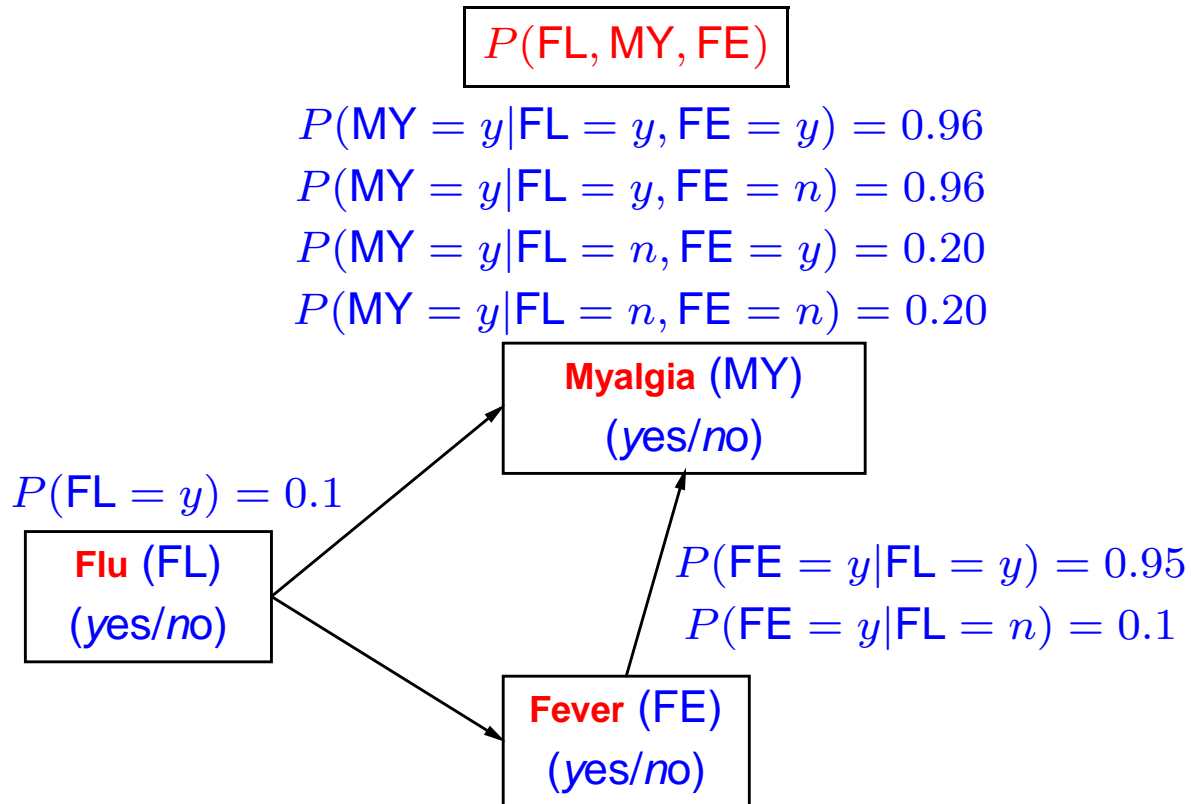 P(FL, MY, FE)
P(MY = y|FL = y, FE = y) = 0.96
P(MY = y|FL = y, FE = n) = 0.96
P(MY = y|FL = n, FE = y) = 0.20
P(MY = y|FL = n, FE = n) = 0.20
Myalgia (MY)
(yes/no)
P(FL = y) = 0.1
Flu (FL)
(yes/no)
P(FE = y|FL = y) = 0.95
P(FE = y|FL = n) = 0.1
Fever (FE)
(yes/no)